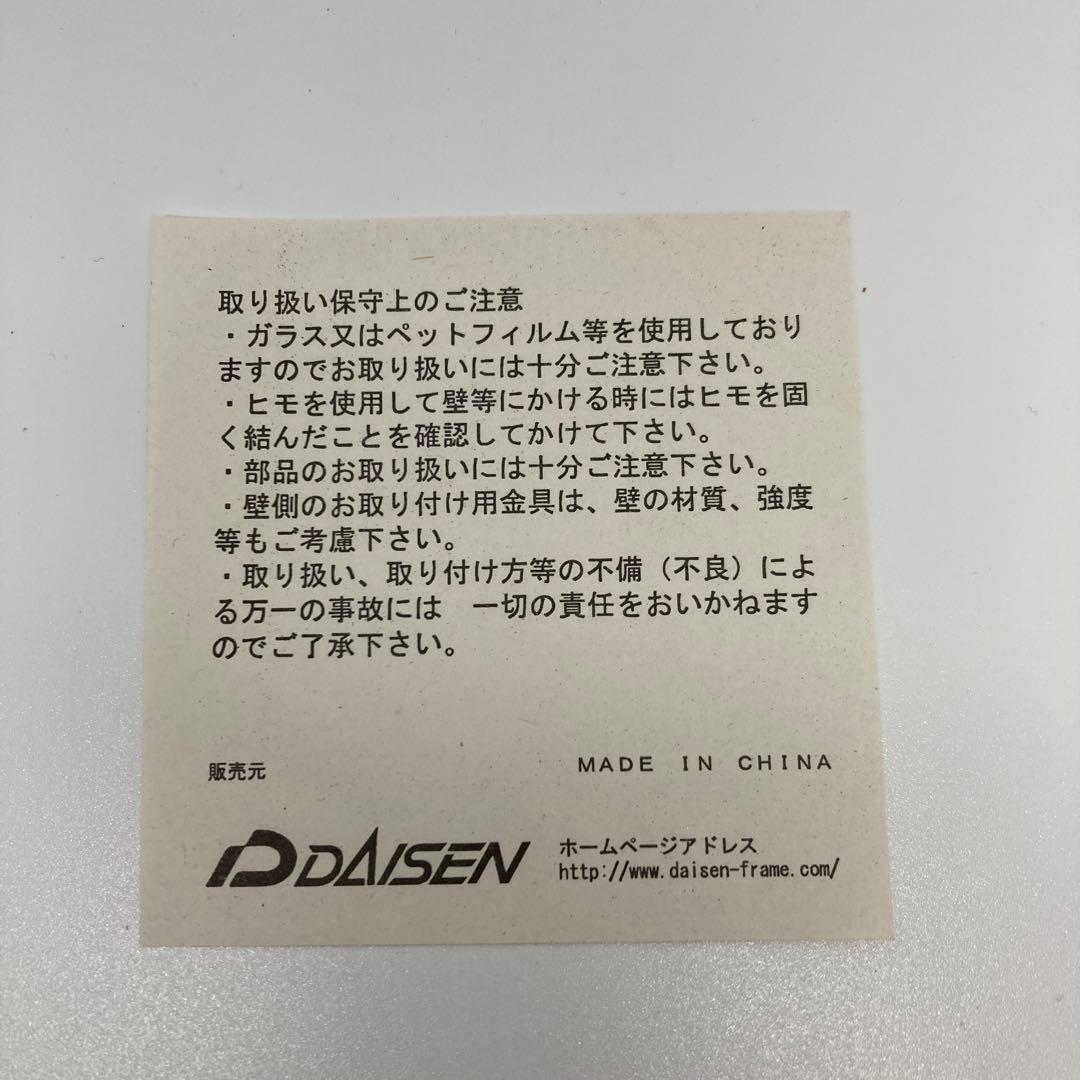 取り扱い保守上のご注意
・ガラス又はペットフィルム等を使用しており
ますのでお取り扱いには十分ご注意下さい。
・ヒモを使用して壁等にかける時にはヒモを固
く結んだことを確認してかけて下さい。
・部品のお取り扱いには十分ご注意下さい。
・壁側のお取り付け用金具は、壁の材質、強度
等もご考慮下さい。
・取り扱い、取り付け方等の不備（不良）によ
る万一の事故には　一切の責任をおいかねます
のでご了承下さい。
販売元
MADE IN CHINA
DAISEN
ホームページアドレス
http://www.daisen-frame.com/